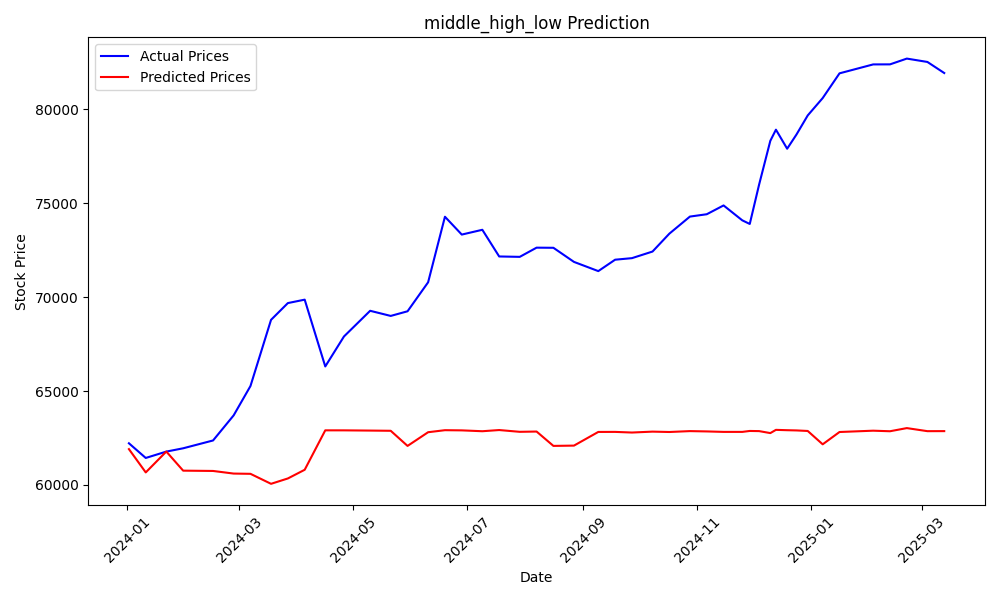 middle_high_low Prediction
Actual Prices
Predicted Prices
Stock Price
80000
75000
70000
65000
60000
2024-01
2024-03
2024-05
2024-07
2024-09
2024-11
2025-01
2025-03
Date